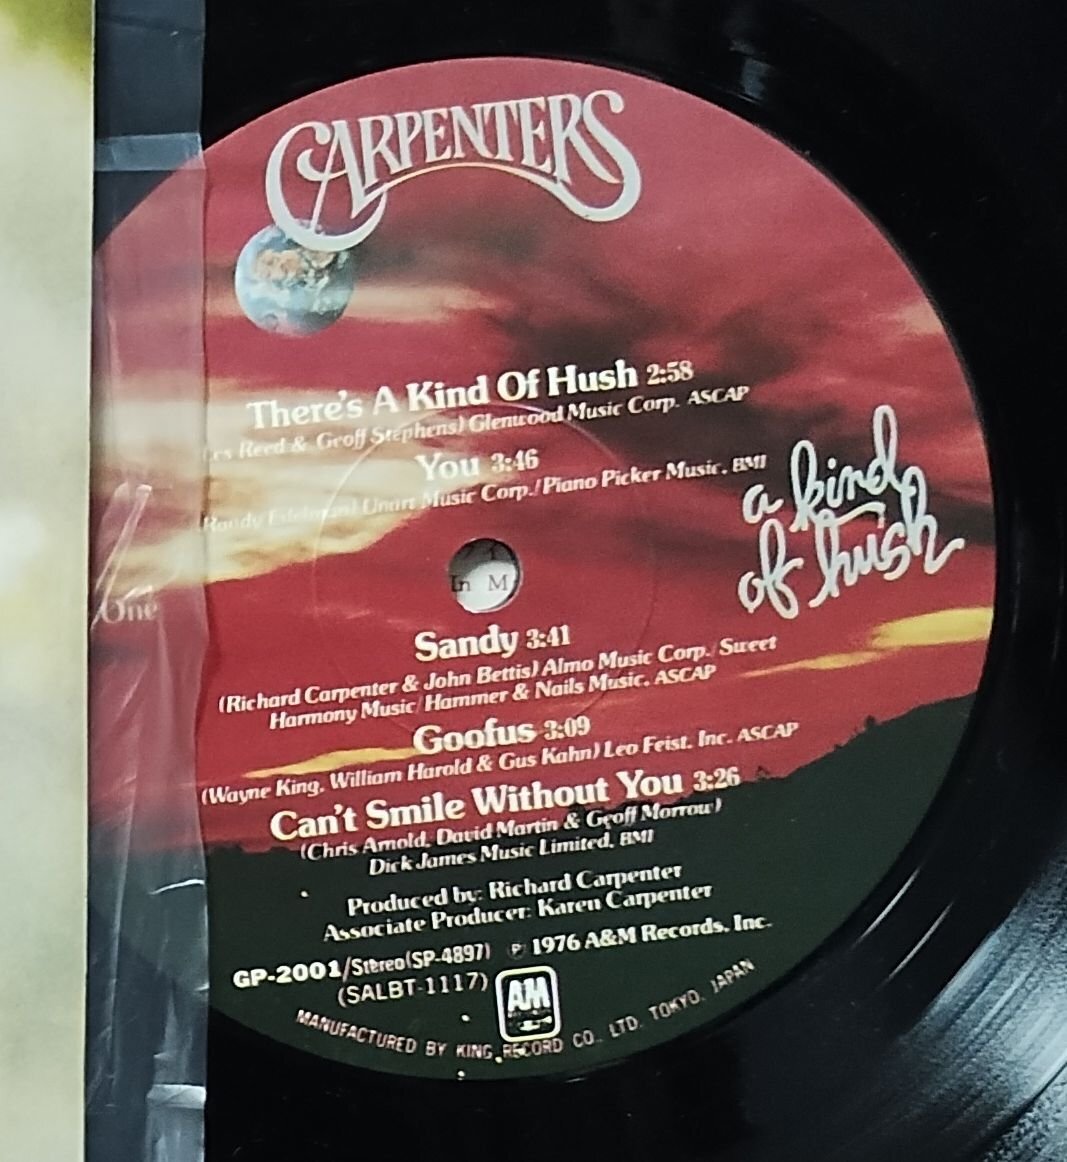 CARPENTERS
There's A Kind Of Hush 2:58
Les Reed & Geoff Stephens) Glenwood Music Corp. ASCAP
You 3:46
Randy Edelman) Unart Music Corp./Piano Picker Music, BMI
a kind
of hush
In M
One
Sandy 3:41
(Richard Carpenter & John Bettis) Almo Music Corp./Sweet
Harmony Music/Hammer & Nails Music, ASCAP
Goofus 3:09
(Wayne King, William Harold & Gus Kahn) Leo Feist, Inc. ASCAP
Can't Smile Without You 3:26
(Chris Arnold, David Martin & Geoff Morrow)
Dick James Music Limited, BMI
Produced by: Richard Carpenter
Associate Producer: Karen Carpenter
GP-2001/Stereo(SP-4897) ℗ 1976 A&M Records, Inc.
(SALBT-1117) A&M
MANUFACTURED BY KING RECORD CO., LTD. TOKYO, JAPAN